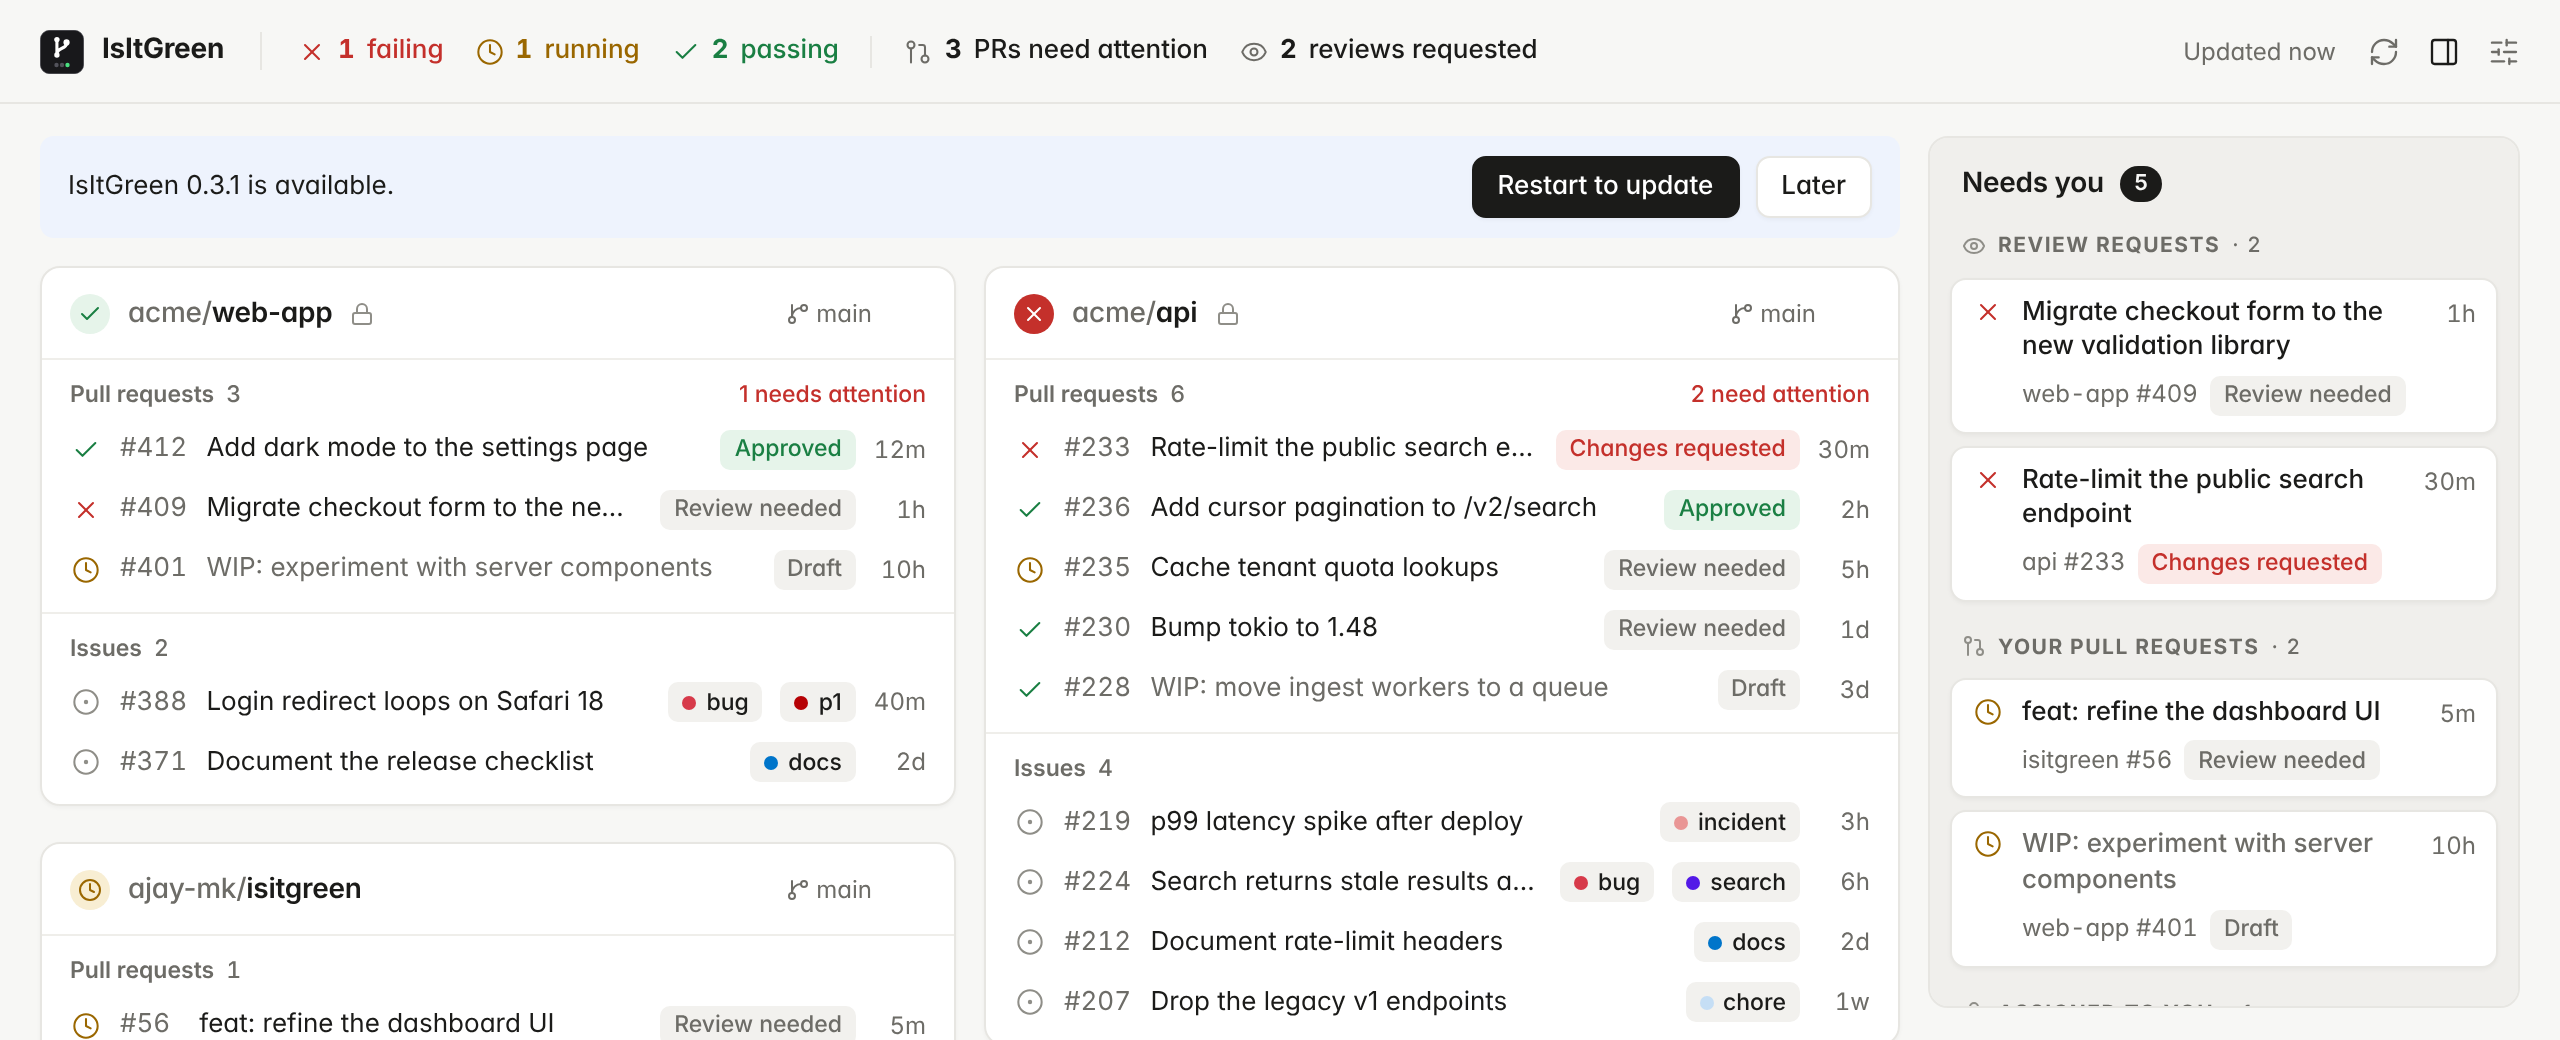 IsItGreen
1 failing
1 running
2 passing
3 PRs need attention
2 reviews requested
Updated now
IsItGreen 0.3.1 is available.
Restart to update
Later
acme/web-app
main
Pull requests 3
1 needs attention
#412 Add dark mode to the settings page Approved 12m
#409 Migrate checkout form to the ne... Review needed 1h
#401 WIP: experiment with server components Draft 10h
Issues 2
#388 Login redirect loops on Safari 18 bug p1 40m
#371 Document the release checklist docs 2d
ajay-mk/isitgreen
main
Pull requests 1
#56 feat: refine the dashboard UI Review needed 5m
acme/api
main
Pull requests 6
2 need attention
#233 Rate-limit the public search e... Changes requested 30m
#236 Add cursor pagination to /v2/search Approved 2h
#235 Cache tenant quota lookups Review needed 5h
#230 Bump tokio to 1.48 Review needed 1d
#228 WIP: move ingest workers to a queue Draft 3d
Issues 4
#219 p99 latency spike after deploy incident 3h
#224 Search returns stale results a... bug search 6h
#212 Document rate-limit headers docs 2d
#207 Drop the legacy v1 endpoints chore 1w
Needs you 5
REVIEW REQUESTS · 2
Migrate checkout form to the 1h
new validation library
web-app #409 Review needed
Rate-limit the public search 30m
endpoint
api #233 Changes requested
YOUR PULL REQUESTS · 2
feat: refine the dashboard UI 5m
isitgreen #56 Review needed
WIP: experiment with server 10h
components
web-app #401 Draft